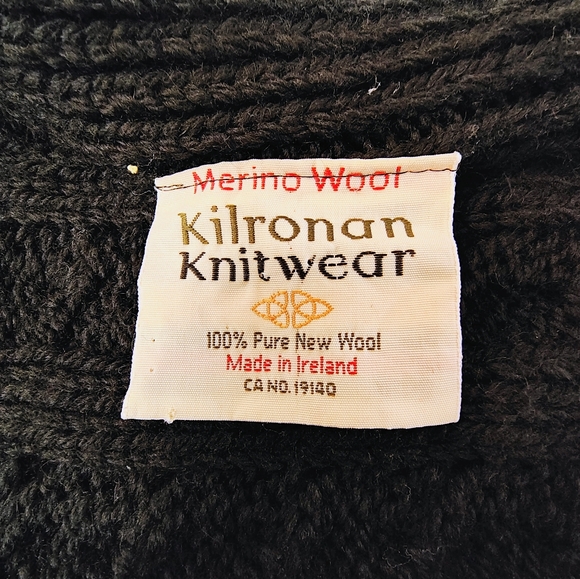 Merino Wool
Kilronan
Knitwear
100% Pure New Wool
Made in Ireland
CA NO. 19140